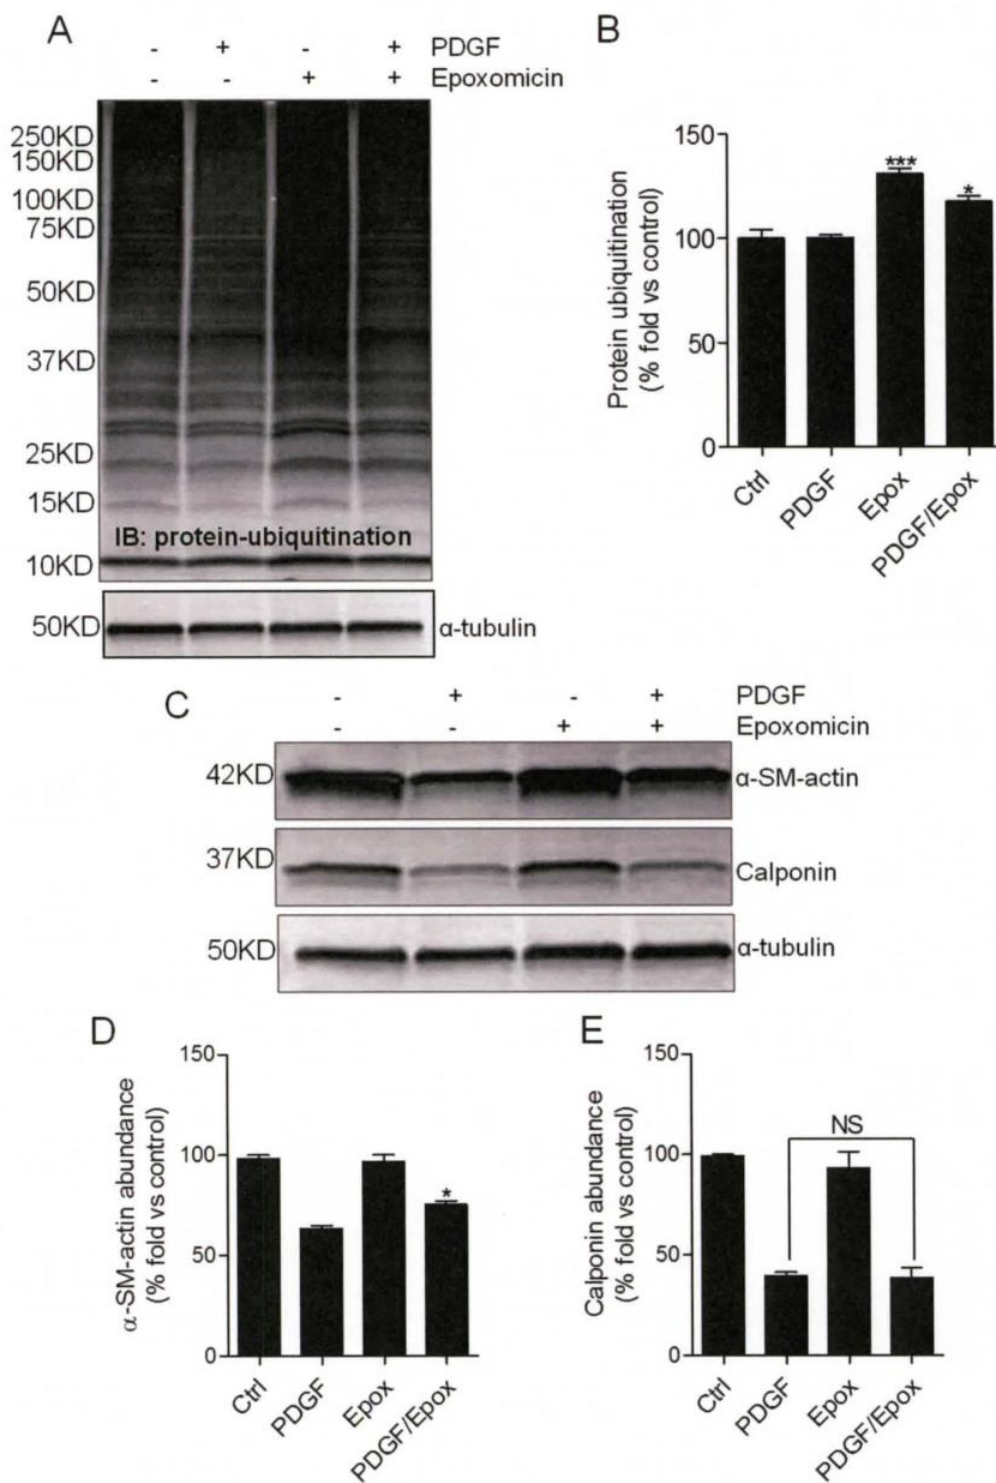 A
- + - + PDGF
- - + + Epoxomicin
250KD
150KD
100KD
75KD
50KD
37KD
25KD
15KD
10KD
IB: protein-ubiquitination
50KD α-tubulin
B
Protein ubiquitination
(% fold vs control)
150
100
50
0
***
*
Ctrl PDGF Epox PDGF/Epox
C
- + - + PDGF
- - + + Epoxomicin
42KD α-SM-actin
37KD Calponin
50KD α-tubulin
D
α-SM-actin abundance
(% fold vs control)
150
100
50
0
*
Ctrl PDGF Epox PDGF/Epox
E
Calponin abundance
(% fold vs control)
150
100
50
0
NS
Ctrl PDGF Epox PDGF/Epox